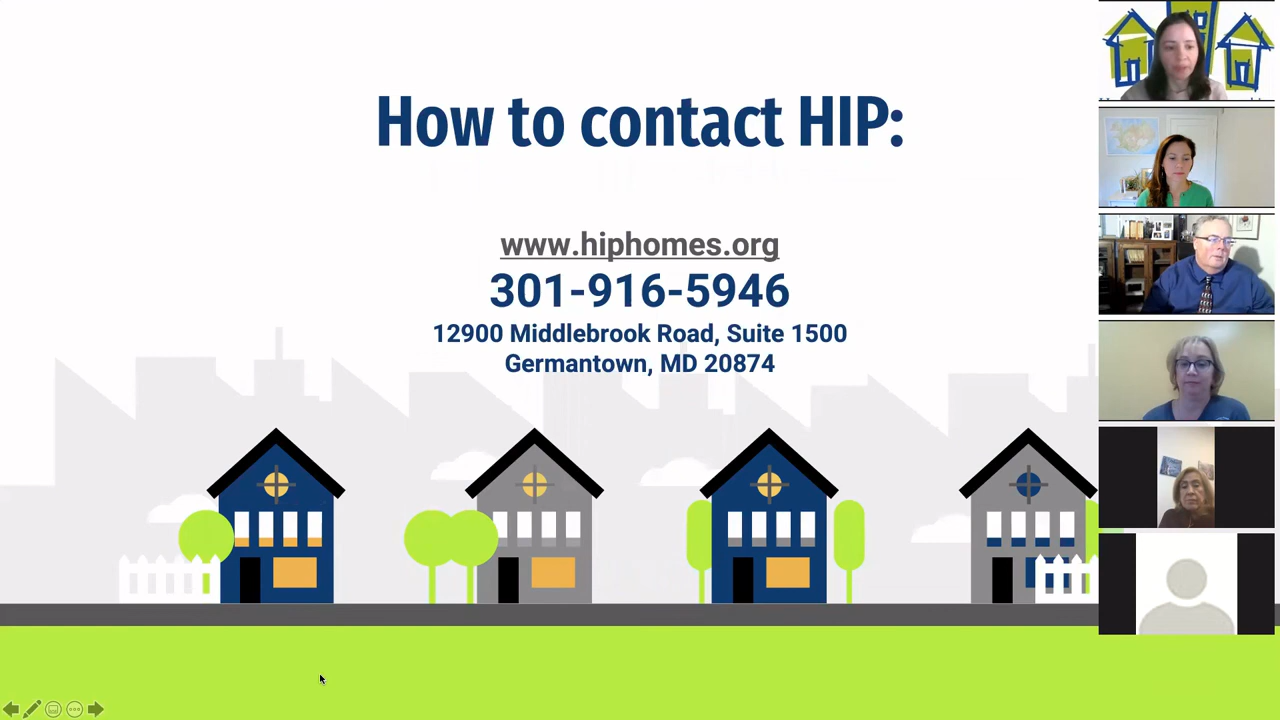 How to contact HIP:
www.hiphomes.org
301-916-5946
12900 Middlebrook Road, Suite 1500
Germantown, MD 20874